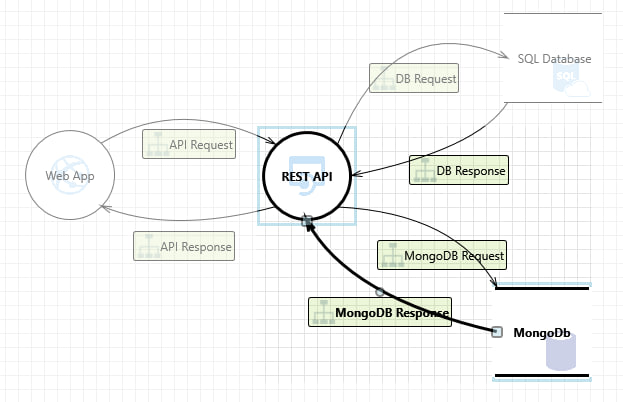 SQL Database
SQL
DB Request
API Request
Web App
REST API
DB Response
API Response
MongoDB Request
MongoDB Response
MongoDb